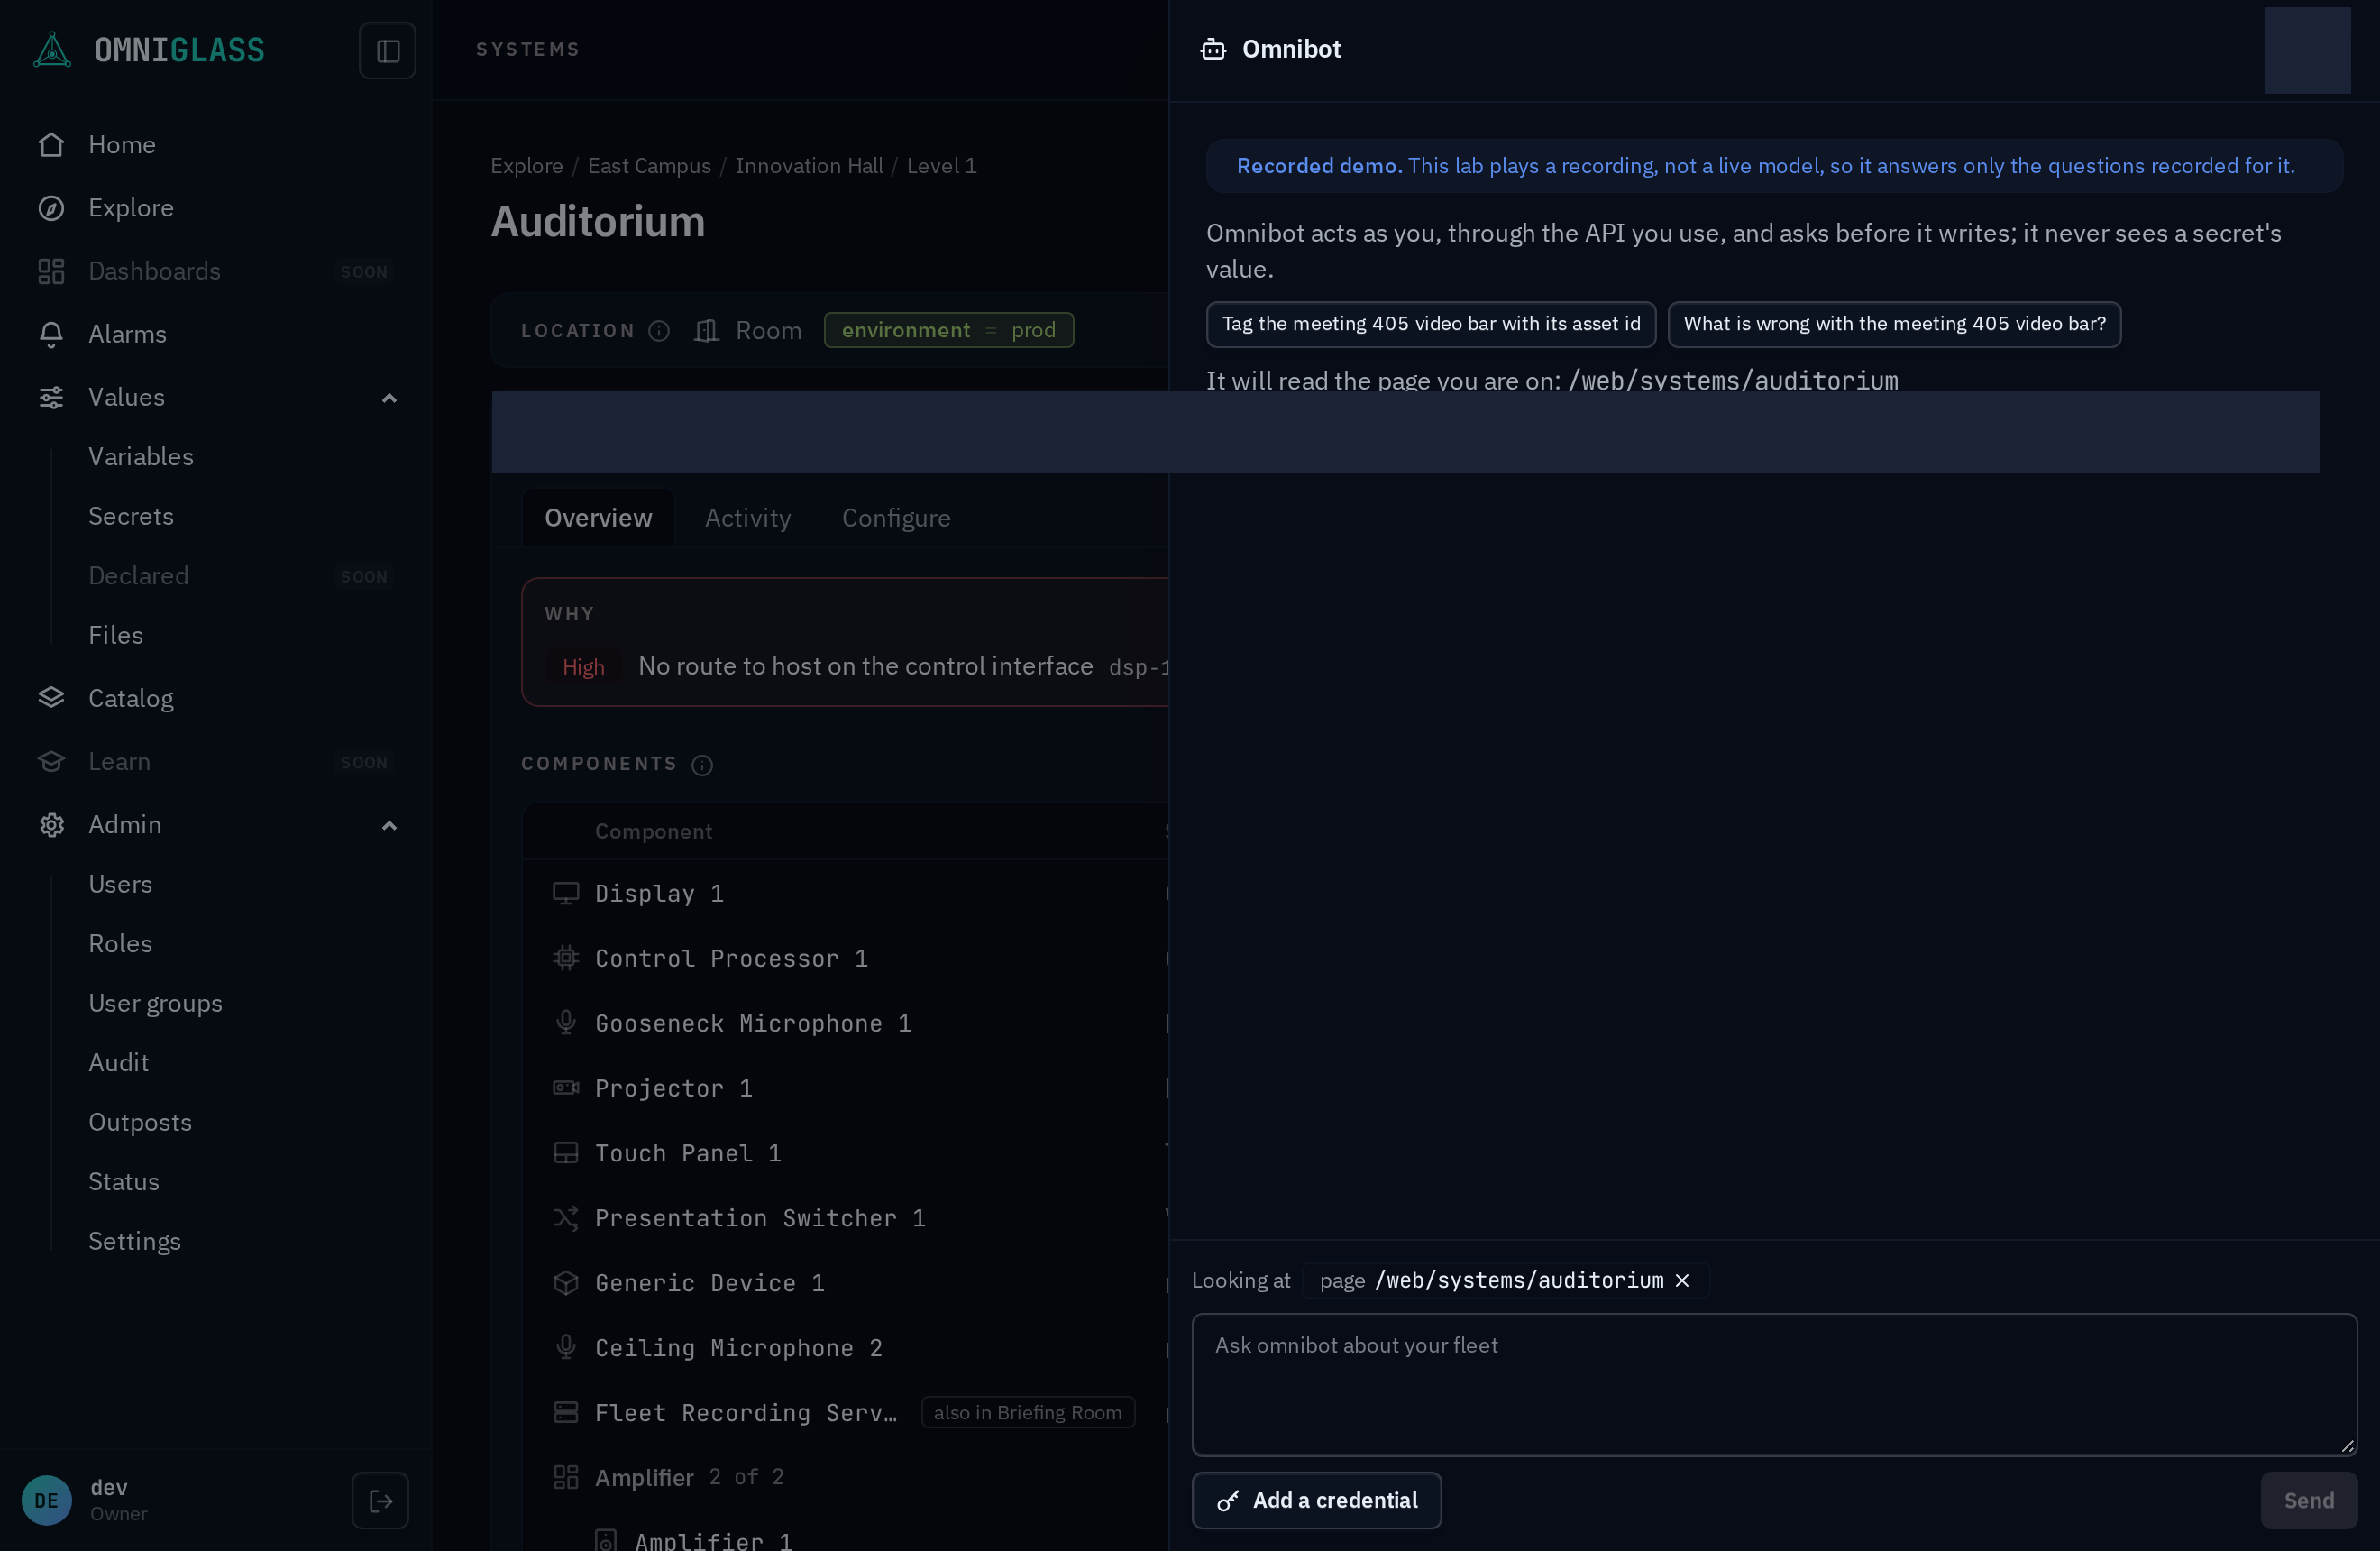 OMNIGLASS
Home
Explore
Dashboards SOON
Alarms
Values
Variables
Secrets
Declared SOON
Files
Catalog
Learn SOON
Admin
Users
Roles
User groups
Audit
Outposts
Status
Settings
DE dev
Owner
SYSTEMS
Explore / East Campus / Innovation Hall / Level 1
Auditorium
LOCATION Room environment = prod
Overview Activity Configure
WHY
High No route to host on the control interface dsp-1
COMPONENTS
Component
Display 1
Control Processor 1
Gooseneck Microphone 1
Projector 1
Touch Panel 1
Presentation Switcher 1
Generic Device 1
Ceiling Microphone 2
Fleet Recording Serv… also in Briefing Room
Amplifier 2 of 2
Amplifier 1
Omnibot
Recorded demo. This lab plays a recording, not a live model, so it answers only the questions recorded for it.
Omnibot acts as you, through the API you use, and asks before it writes; it never sees a secret's
value.
Tag the meeting 405 video bar with its asset id What is wrong with the meeting 405 video bar?
It will read the page you are on: /web/systems/auditorium
Looking at page /web/systems/auditorium
Ask omnibot about your fleet
Add a credential Send